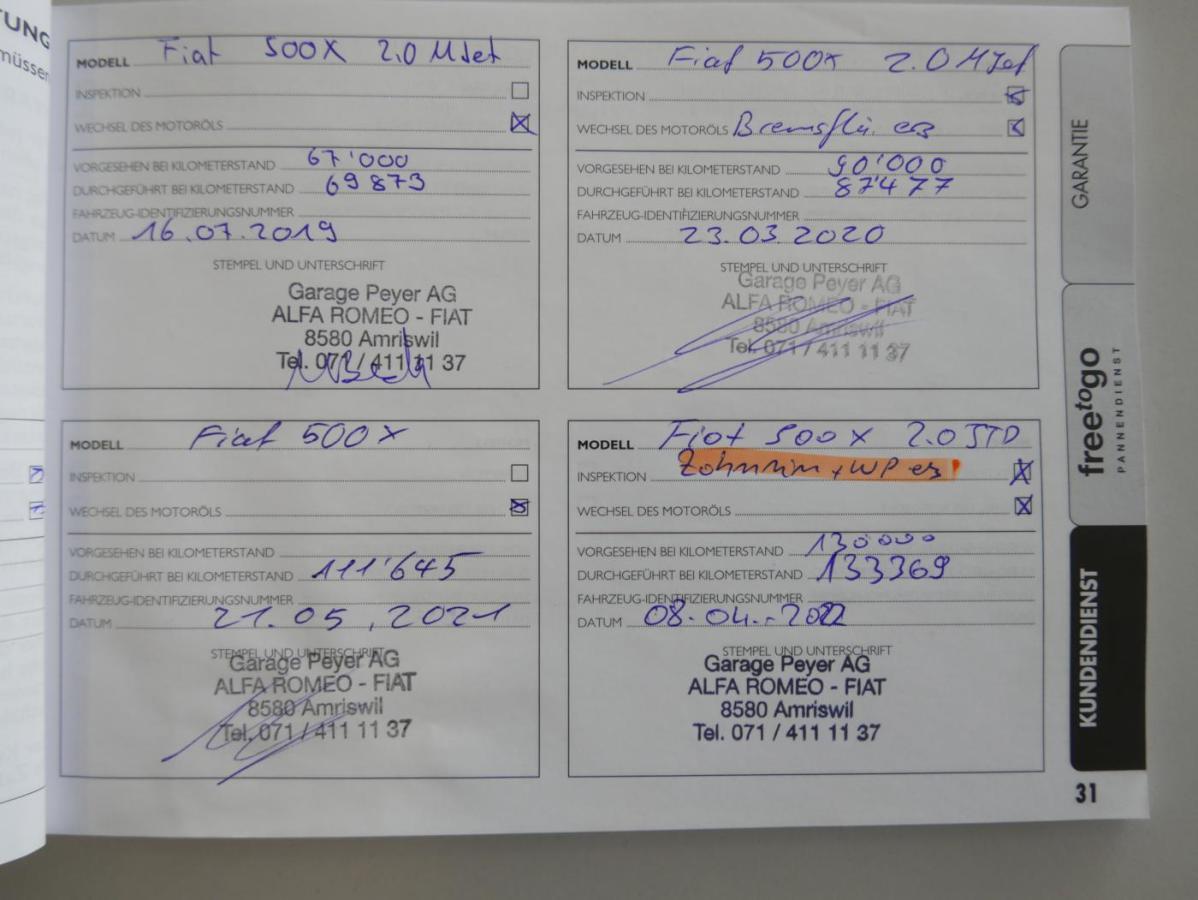 TUNG
müssen
MODELL Fiat 500X 2.0 MJet
INSPEKTION
WECHSEL DES MOTORÖLS
VORGESEHEN BEI KILOMETERSTAND 67'000
DURCHGEFÜHRT BEI KILOMETERSTAND 69873
FAHRZEUG-IDENTIFIZIERUNGSNUMMER
DATUM 16.07.2019
STEMPEL UND UNTERSCHRIFT
Garage Peyer AG
ALFA ROMEO - FIAT
8580 Amriswil
Tel. 071 / 411 11 37
MODELL Fiat 500X 2.0 MJet
INSPEKTION
WECHSEL DES MOTORÖLS Bremsflü. ers
VORGESEHEN BEI KILOMETERSTAND 90'000
DURCHGEFÜHRT BEI KILOMETERSTAND 87'477
FAHRZEUG-IDENTIFIZIERUNGSNUMMER
DATUM 23.03.2020
STEMPEL UND UNTERSCHRIFT
Garage Peyer AG
ALFA ROMEO - FIAT
8580 Amriswil
Tel. 071 / 411 11 37
MODELL Fiat 500X
INSPEKTION
WECHSEL DES MOTORÖLS
VORGESEHEN BEI KILOMETERSTAND
DURCHGEFÜHRT BEI KILOMETERSTAND 111'645
FAHRZEUG-IDENTIFIZIERUNGSNUMMER
DATUM 21.05.2021
STEMPEL UND UNTERSCHRIFT
Garage Peyer AG
ALFA ROMEO - FIAT
8580 Amriswil
Tel. 071 / 411 11 37
MODELL Fiat 500X 2.0 JTD
INSPEKTION Zahnrim + WP ers
WECHSEL DES MOTORÖLS
VORGESEHEN BEI KILOMETERSTAND 130000
DURCHGEFÜHRT BEI KILOMETERSTAND 133369
FAHRZEUG-IDENTIFIZIERUNGSNUMMER
DATUM 08.04.-2022
STEMPEL UND UNTERSCHRIFT
Garage Peyer AG
ALFA ROMEO - FIAT
8580 Amriswil
Tel. 071 / 411 11 37
GARANTIE
freetogo
PANNENDIENST
KUNDENDIENST
31